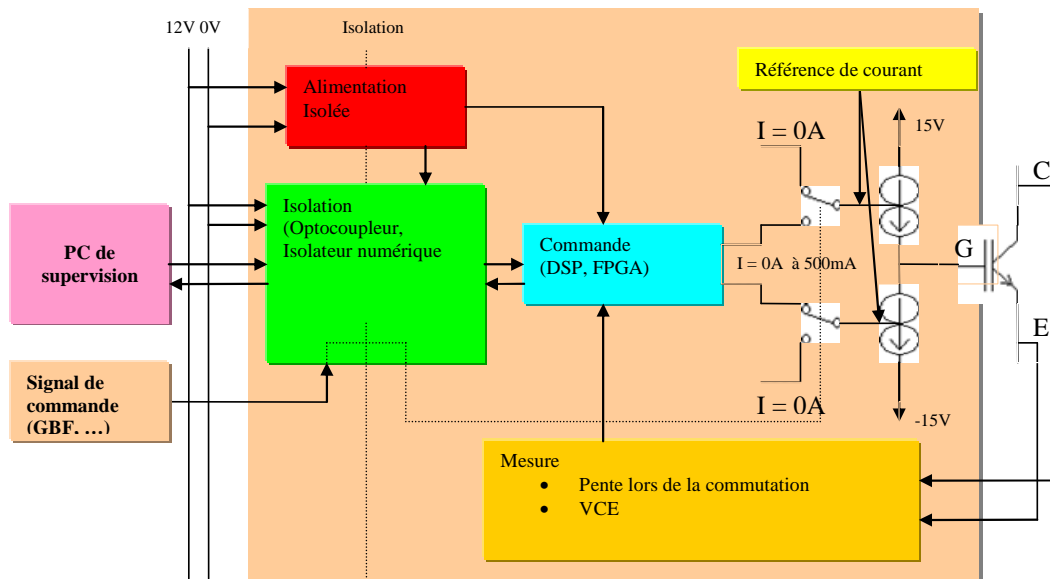 12V 0V
Isolation
Alimentation
Isolée
Référence de courant
I = 0A
15V
C
Isolation
(Optocoupleur,
Isolateur numérique
PC de
supervision
Commande
(DSP, FPGA)
I = 0A à 500mA
G
E
Signal de
commande
(GBF, …)
I = 0A
-15V
Mesure
• Pente lors de la commutation
• VCE